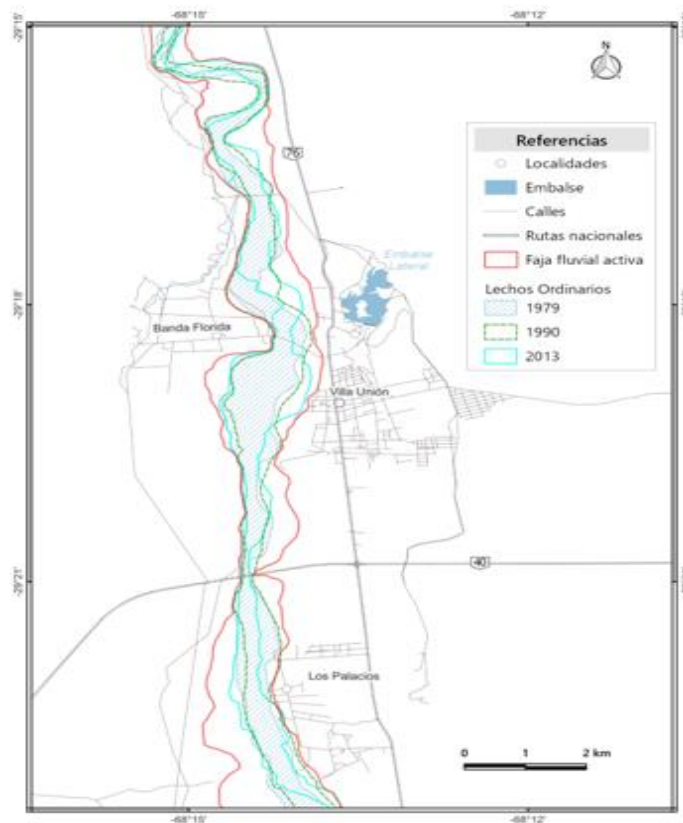 -68°15'
-68°12'
-29°15'
N
76
Referencias
Localidades
Embalse
Calles
Rutas nacionales
Faja fluvial activa
Lechos Ordinarios
1979
1990
2013
Embalse
Lateral
-29°18'
Banda Florida
Villa Unión
40
-29°21'
Los Palacios
0 1 2 km
-68°15'
-68°12'